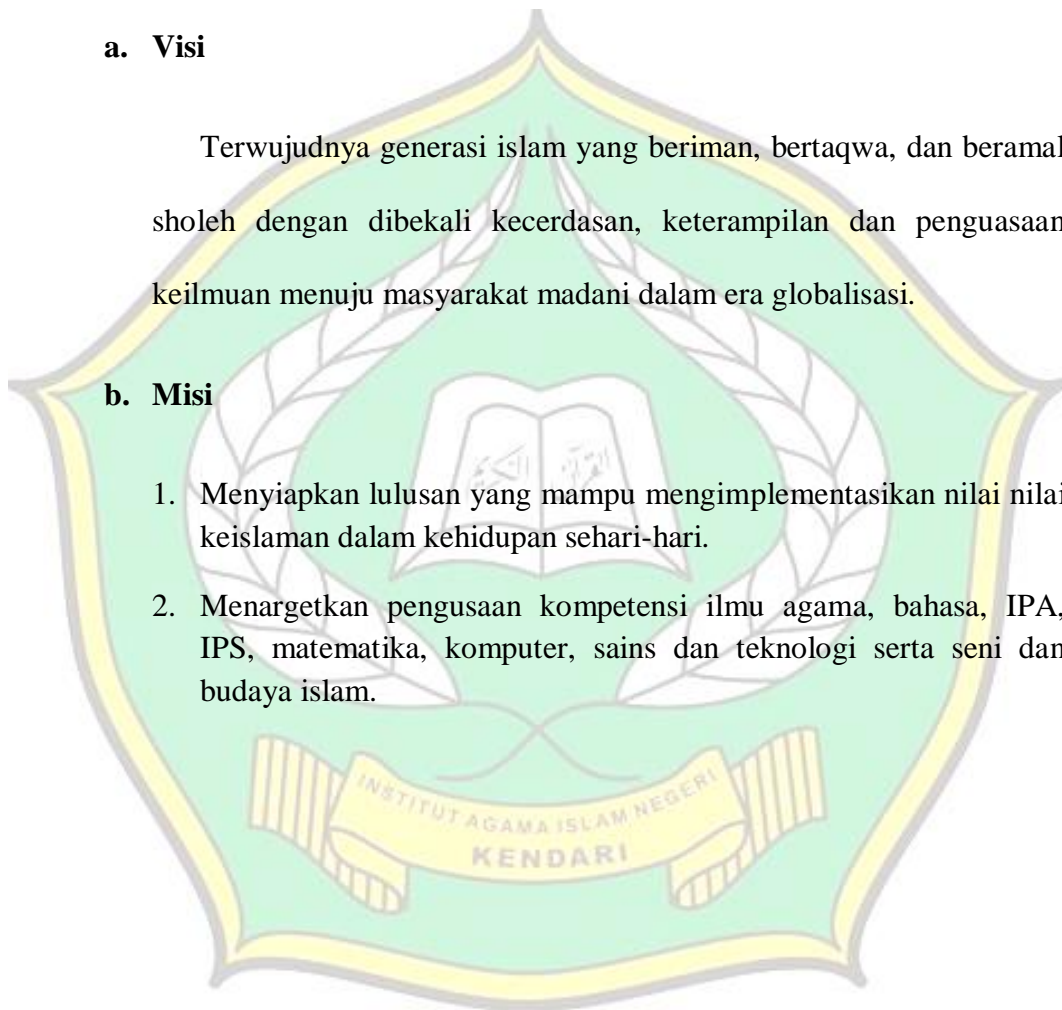 a. Visi
Terwujudnya generasi islam yang beriman, bertaqwa, dan beramal
sholeh dengan dibekali kecerdasan, keterampilan dan penguasaan
keilmuan menuju masyarakat madani dalam era globalisasi.
b. Misi
1. Menyiapkan lulusan yang mampu mengimplementasikan nilai nilai
keislaman dalam kehidupan sehari-hari.
2. Menargetkan pengusaan kompetensi ilmu agama, bahasa, IPA,
IPS, matematika, komputer, sains dan teknologi serta seni dan
budaya islam.
INSTITUT AGAMA ISLAM NEGERI
KENDARI